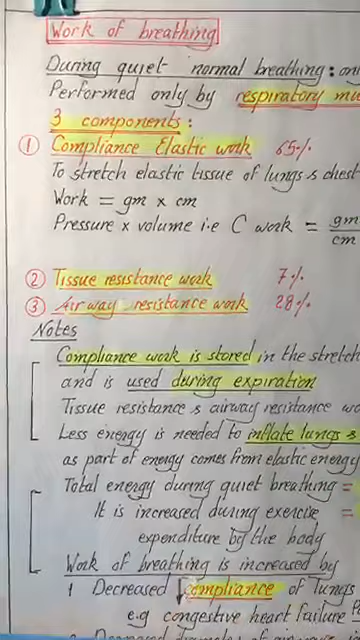 Work of breathing
During quiet normal breathing:
Performed only by respiratory
3 components:
① Compliance Elastic work 65%
To stretch elastic tissue of lungs & chest
Work = gm x cm
Pressure x volume i.e C work = gm
cm
② Tissue resistance work 7%
③ Airway resistance work 28%
Notes
Compliance work is stored in the stretch
and is used during expiration
Tissue resistance & airway resistance
Less energy is needed to inflate lungs &
as part of energy comes from elastic energy
Total energy during quiet breathing =
It is increased during exercise =
expenditure by the body
Work of breathing is increased by
1 Decreased compliance of lungs
e.g congestive heart failure